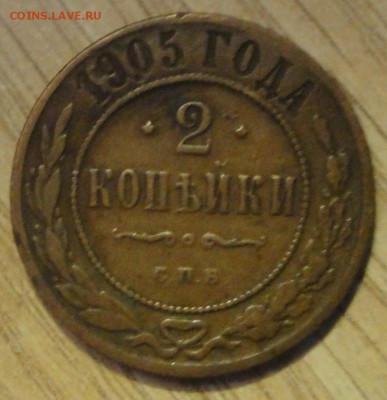 COINS.LAVE.RU
1905 ГОДА
2
КОПѢЙКИ
С.П.Б